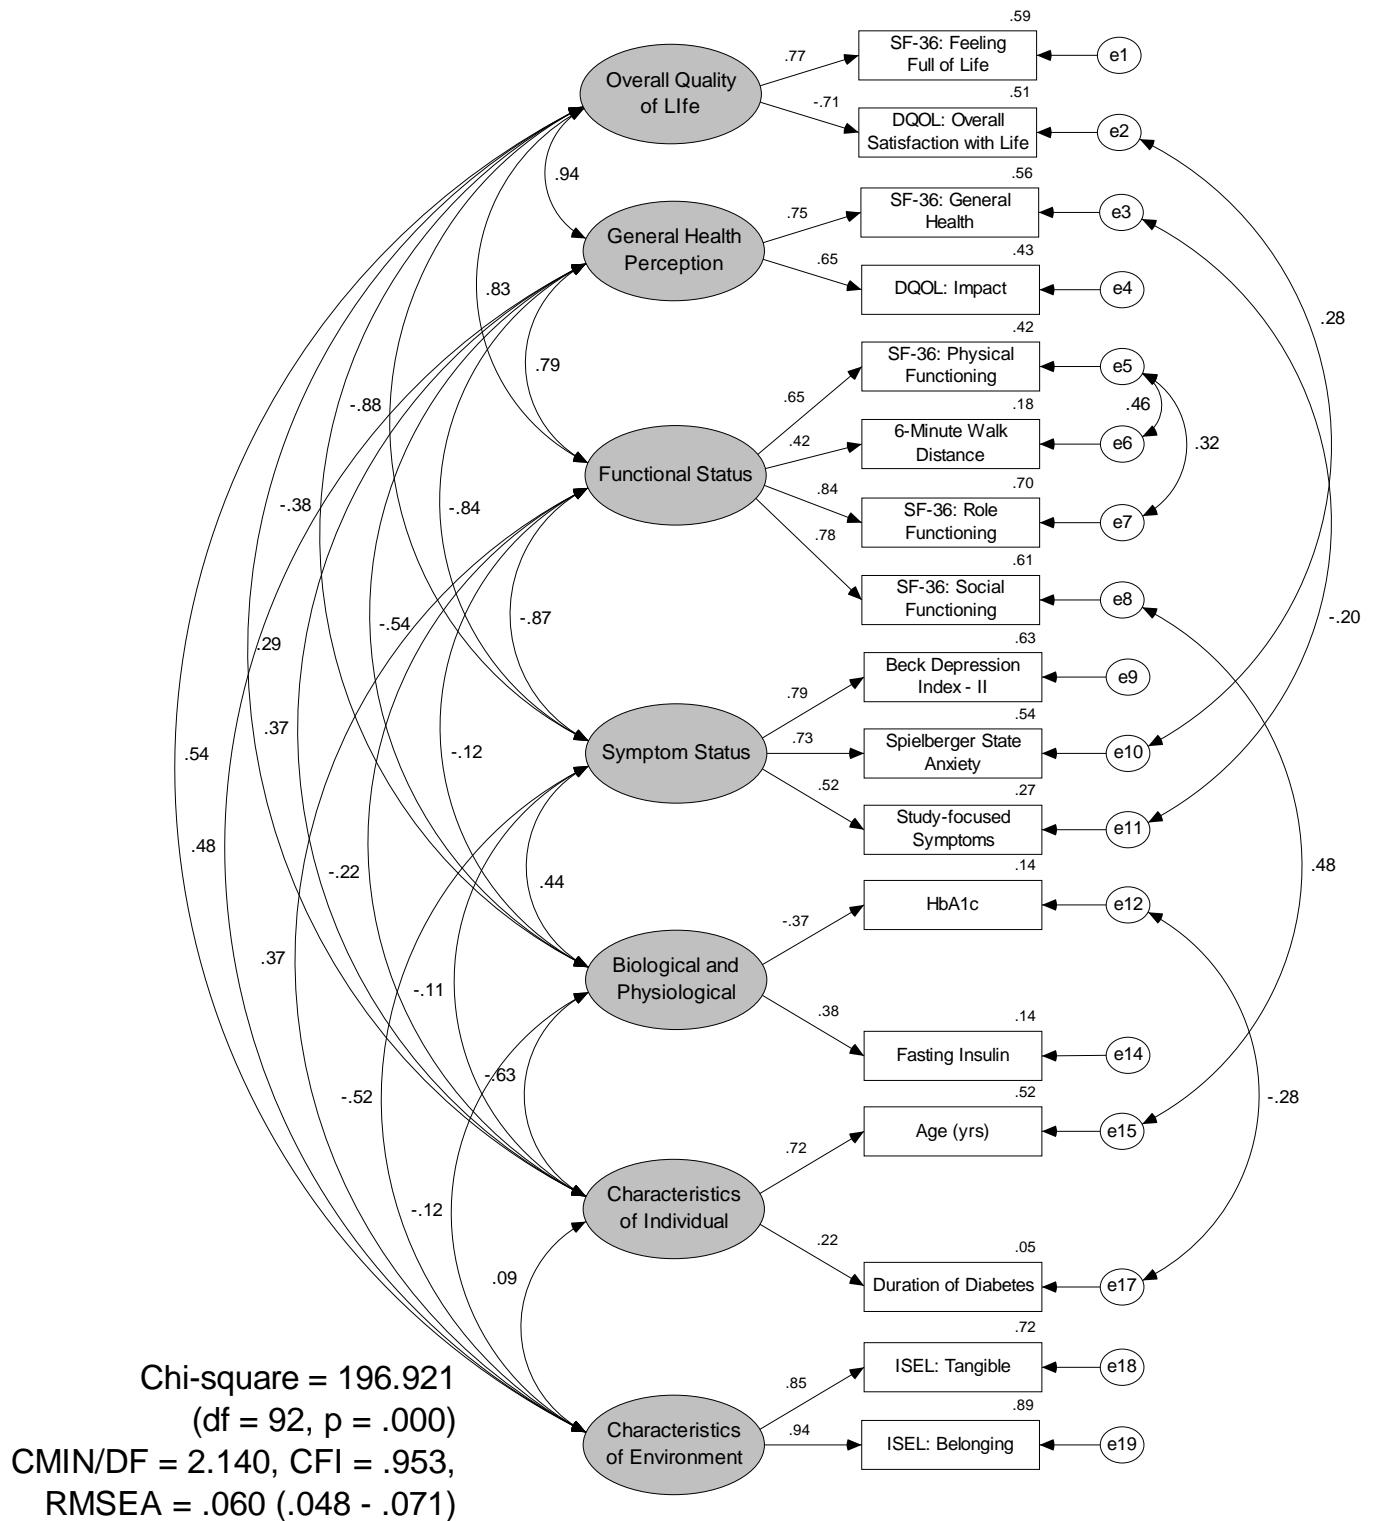 .59
SF-36: Feeling
Full of Life
e1
.77
Overall Quality
of LIfe
-.71
.51
DQOL: Overall
Satisfaction with Life
e2
.94
.56
SF-36: General
Health
e3
.75
General Health
Perception
.65
.43
DQOL: Impact
e4
.83
.28
.42
SF-36: Physical
Functioning
e5
.79
.65
.46
-.88
.18
6-Minute Walk
Distance
e6
.42
.32
Functional Status
.84
.70
SF-36: Role
Functioning
e7
-.38
-.84
.78
.61
SF-36: Social
Functioning
e8
-.54
-.87
-.20
.29
.63
Beck Depression
Index - II
e9
.79
.37
.54
Spielberger State
Anxiety
e10
.73
Symptom Status
.54
-.12
.52
.27
Study-focused
Symptoms
e11
.48
-.22
.44
.48
.14
HbA1c
e12
-.37
.37
Biological and
Physiological
-.11
.38
.14
Fasting Insulin
e14
-.63
-.52
-.28
.52
Age (yrs)
e15
.72
Characteristics
of Individual
-.12
.22
.05
Duration of Diabetes
e17
.09
.72
ISEL: Tangible
e18
.85
Characteristics
of Environment
.94
.89
ISEL: Belonging
e19
Chi-square = 196.921
(df = 92, p = .000)
CMIN/DF = 2.140, CFI = .953,
RMSEA = .060 (.048 - .071)